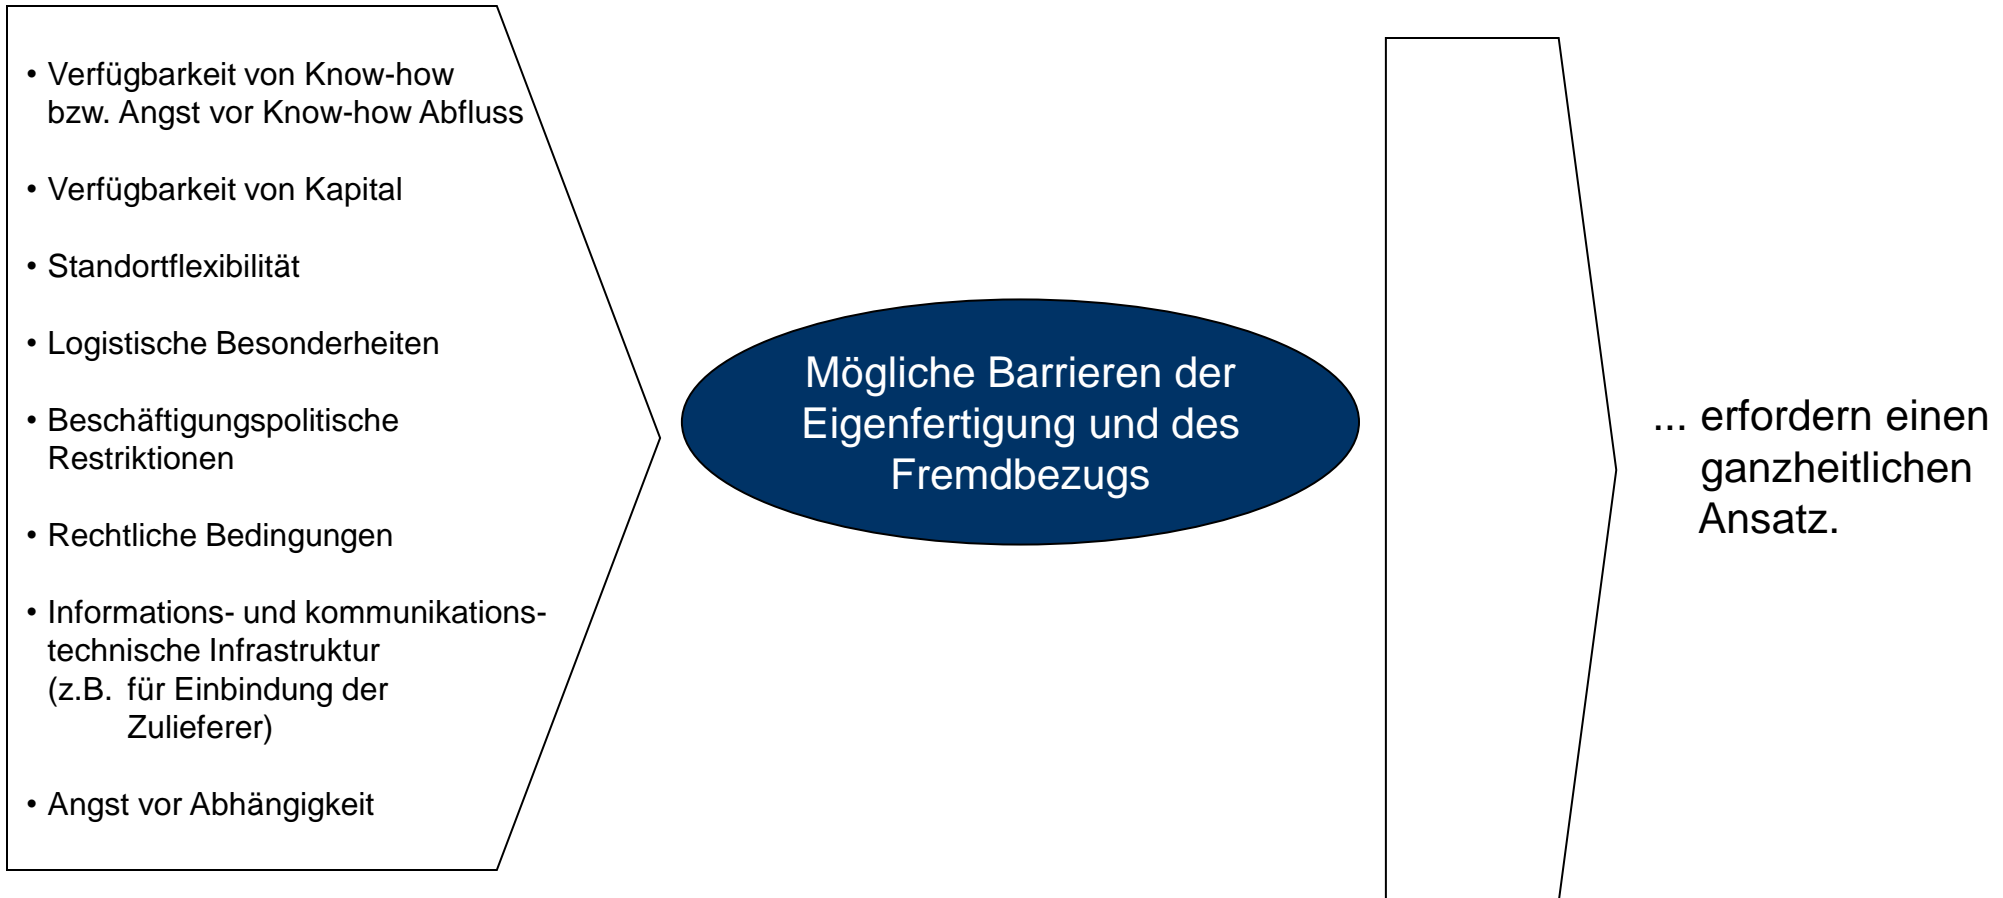 • Verfügbarkeit von Know-how
bzw. Angst vor Know-how Abfluss
• Verfügbarkeit von Kapital
• Standortflexibilität
• Logistische Besonderheiten
• Beschäftigungspolitische
Restriktionen
• Rechtliche Bedingungen
• Informations- und kommunikations-
technische Infrastruktur
(z.B. für Einbindung der
Zulieferer)
• Angst vor Abhängigkeit
Mögliche Barrieren der
Eigenfertigung und des
Fremdbezugs
... erfordern einen
ganzheitlichen
Ansatz.